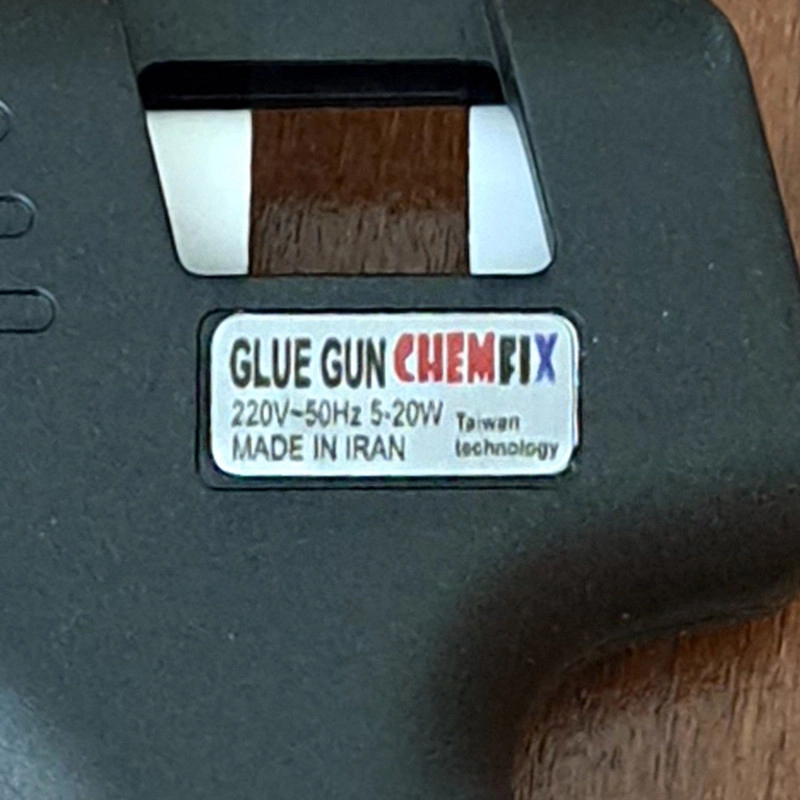 GLUE GUN CHEMFIX
220V~50Hz 5-20W
MADE IN IRAN
Taiwan
technology